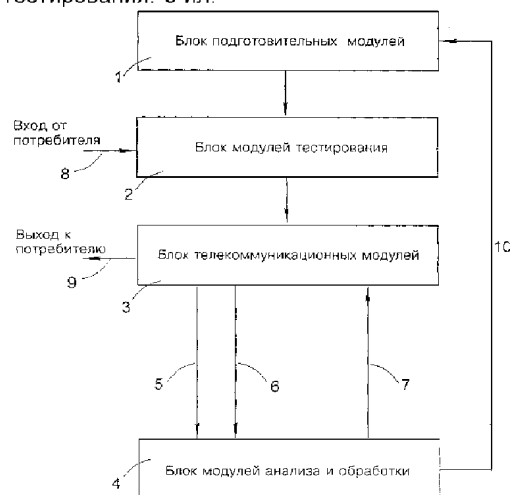 тестирования. 3 ил.
Блок подготовительных модулей
1
Вход от
потребителя
8
Блок модулей тестирования
2
Выход к
потребителю
9
Блок телекоммуникационных модулей
3
10
5
6
7
4
Блок модулей анализа и обработки